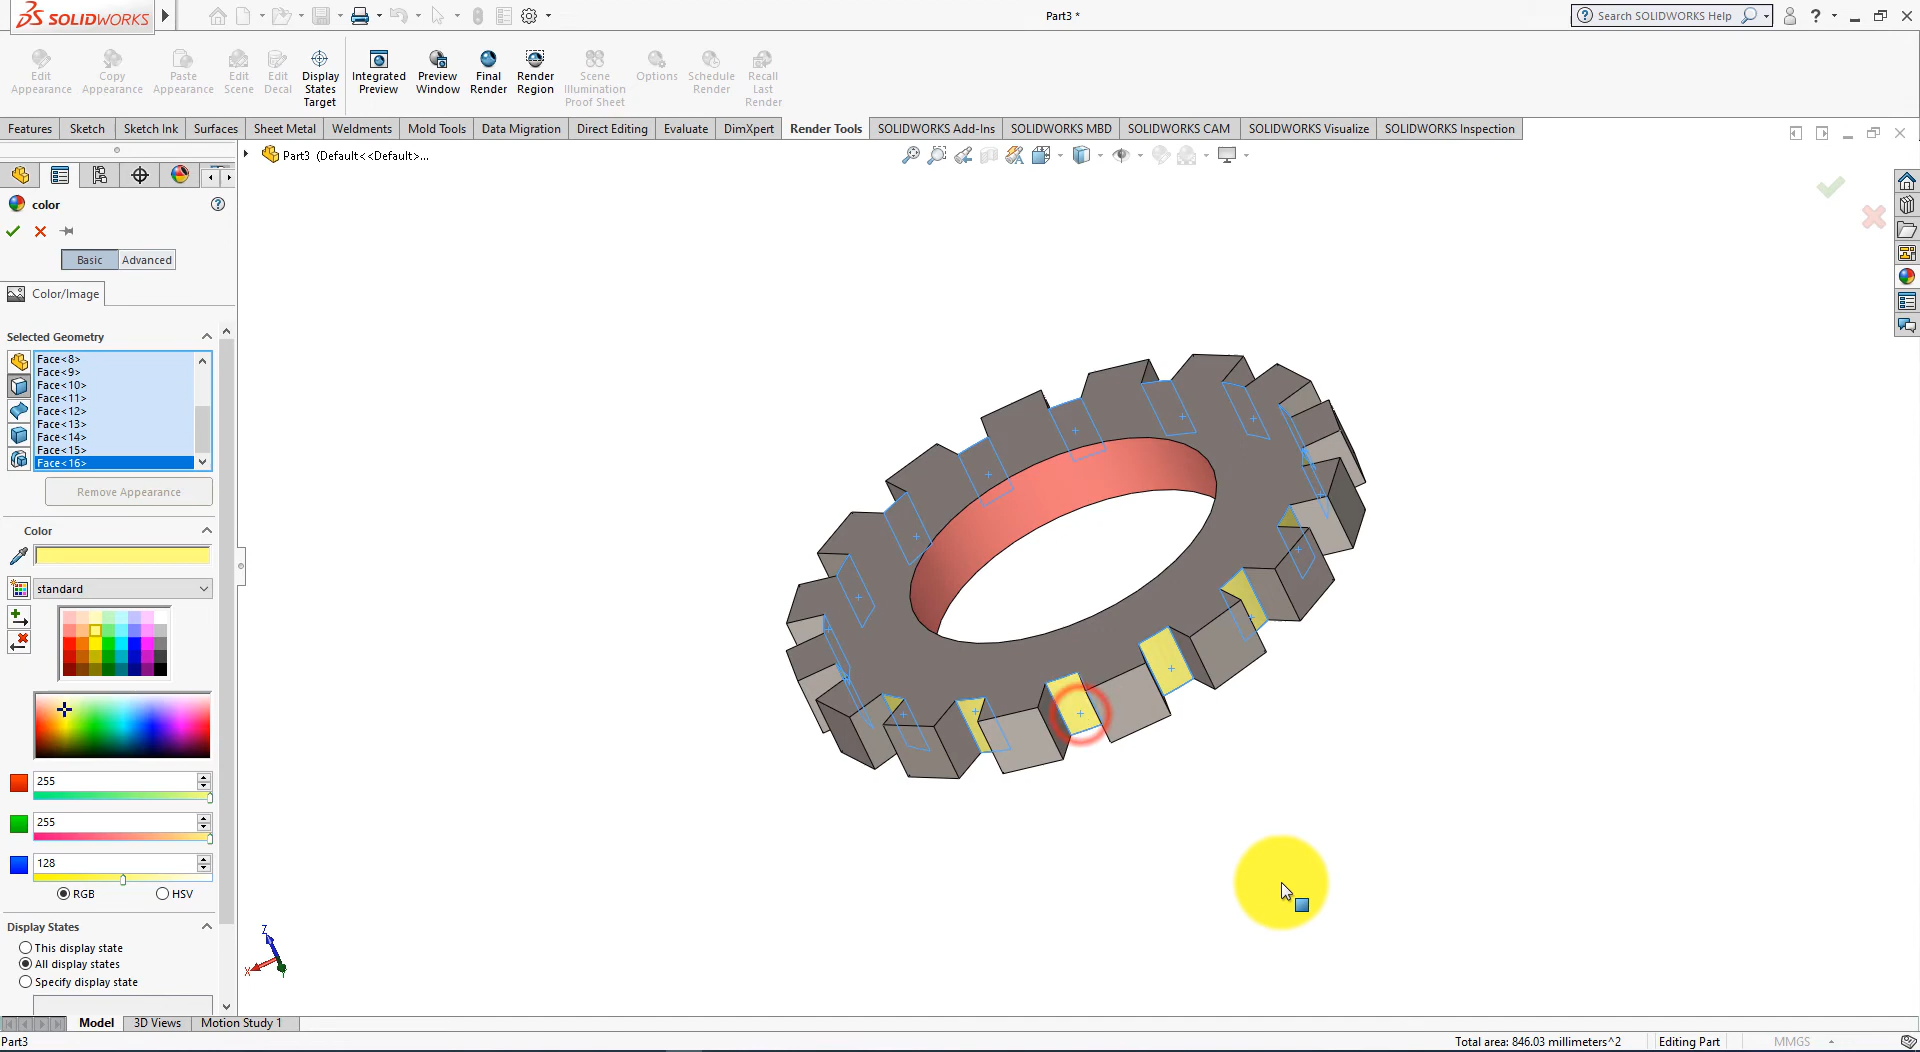 SOLIDWORKS
Part3 *
Search SOLIDWORKS Help
?
Edit Appearance
Copy Appearance
Paste Appearance
Edit Scene
Edit Decal
Display States Target
Integrated Preview
Preview Window
Final Render
Render Region
Scene Illumination Proof Sheet
Options
Schedule Render
Recall Last Render
Features
Sketch
Sketch Ink
Surfaces
Sheet Metal
Weldments
Mold Tools
Data Migration
Direct Editing
Evaluate
DimXpert
Render Tools
SOLIDWORKS Add-Ins
SOLIDWORKS MBD
SOLIDWORKS CAM
SOLIDWORKS Visualize
SOLIDWORKS Inspection
Part3 (Default<<Default>...
color
?
Basic
Advanced
Color/Image
Selected Geometry
Face<8>
Face<9>
Face<10>
Face<11>
Face<12>
Face<13>
Face<14>
Face<15>
Face<16>
Remove Appearance
Color
standard
255
255
128
RGB
HSV
Display States
This display state
All display states
Specify display state
Z
X
Model
3D Views
Motion Study 1
Part3
Total area: 846.03 millimeters^2
Editing Part
MMGS